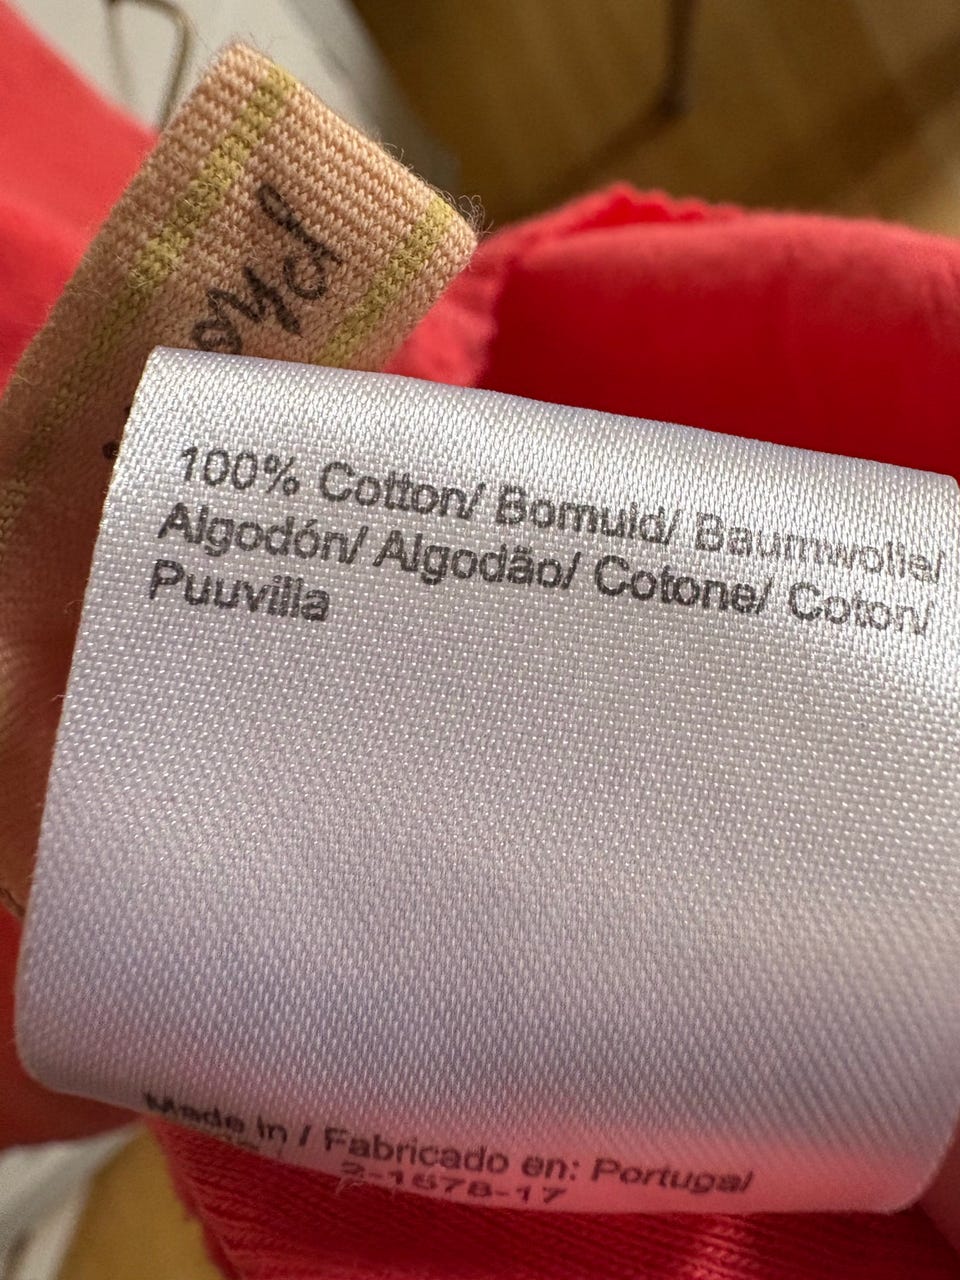 100% Cotton/ Bomuld/ Baumwolle/
Algodón/ Algodão/ Cotone/ Coton/
Puuvilla
Made in / Fabricado en: Portugal
2-1678-17